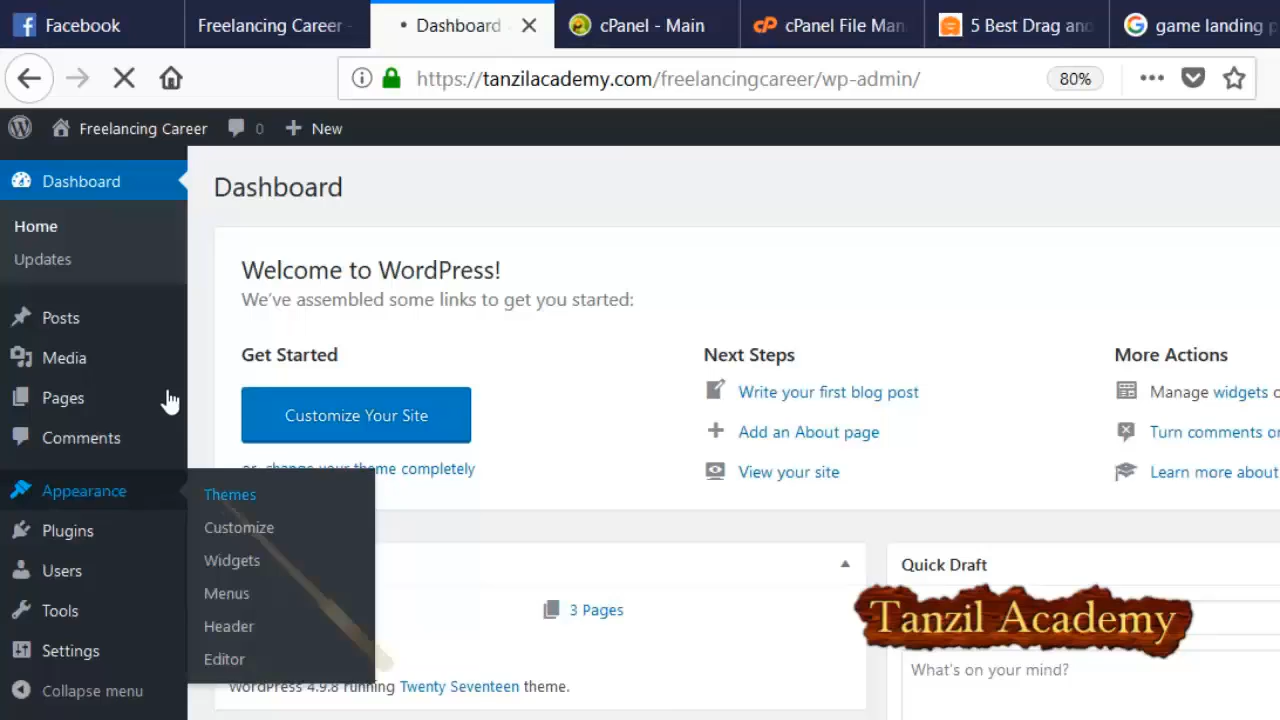 Facebook
Freelancing Career -
Dashboard
cPanel - Main
cP cPanel File Man
5 Best Drag and
G game landing p
https://tanzilacademy.com/freelancingcareer/wp-admin/
80%
Freelancing Career
0
New
Dashboard
Home
Updates
Posts
Media
Pages
Comments
Appearance
Plugins
Users
Tools
Settings
Collapse menu
Themes
Customize
Widgets
Menus
Header
Editor
Dashboard
Welcome to WordPress!
We've assembled some links to get you started:
Get Started
Customize Your Site
or, change your theme completely
Next Steps
Write your first blog post
Add an About page
View your site
More Actions
Manage widgets o
Turn comments or
Learn more about
3 Pages
WordPress 4.9.8 running Twenty Seventeen theme.
Quick Draft
Tanzil Academy
What's on your mind?